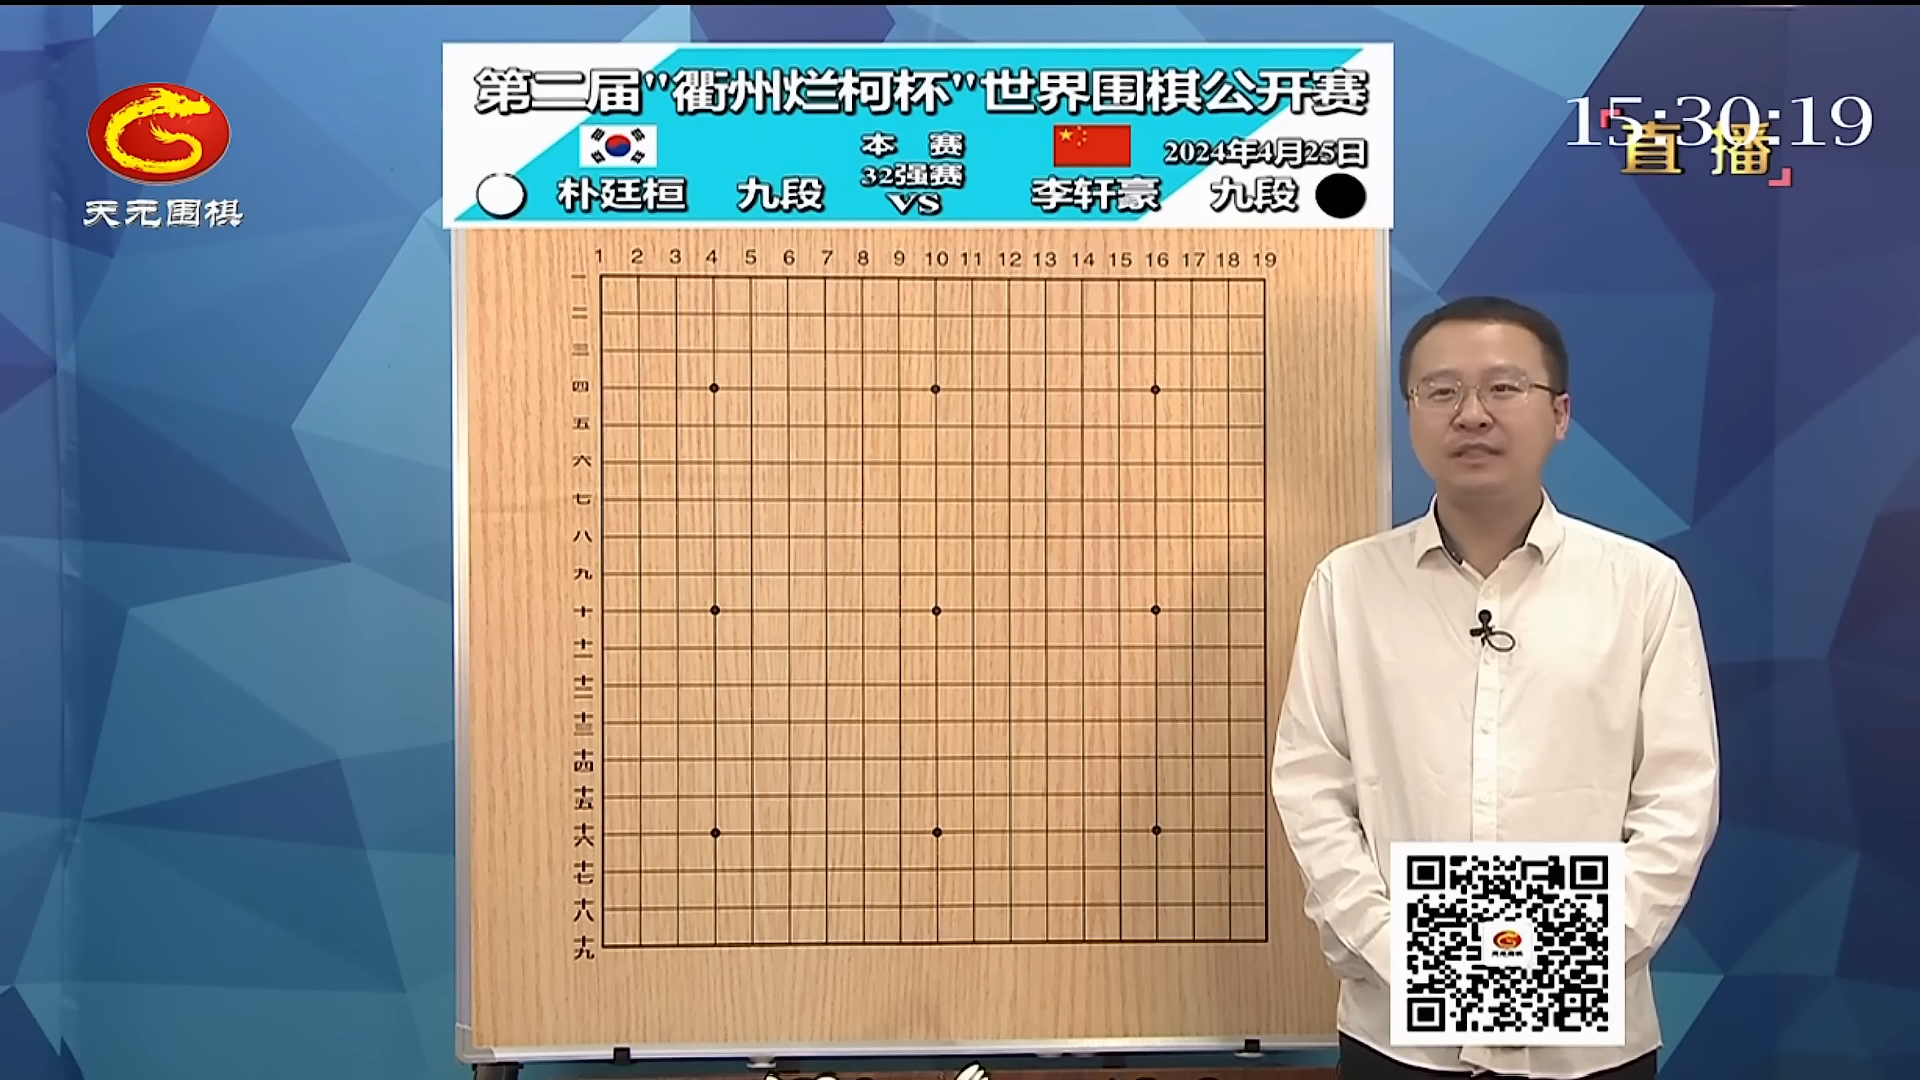 第二届"衢州烂柯杯"世界围棋公开赛
15:30:19
直播
本 赛
2024年4月25日
32强赛
朴廷桓 九段
VS
李轩豪 九段
天元围棋
1 2 3 4 5 6 7 8 9 10 11 12 13 14 15 16 17 18 19
一
二
三
四
五
六
七
八
九
十
十一
十二
十三
十四
十五
十六
十七
十八
十九
天元围棋